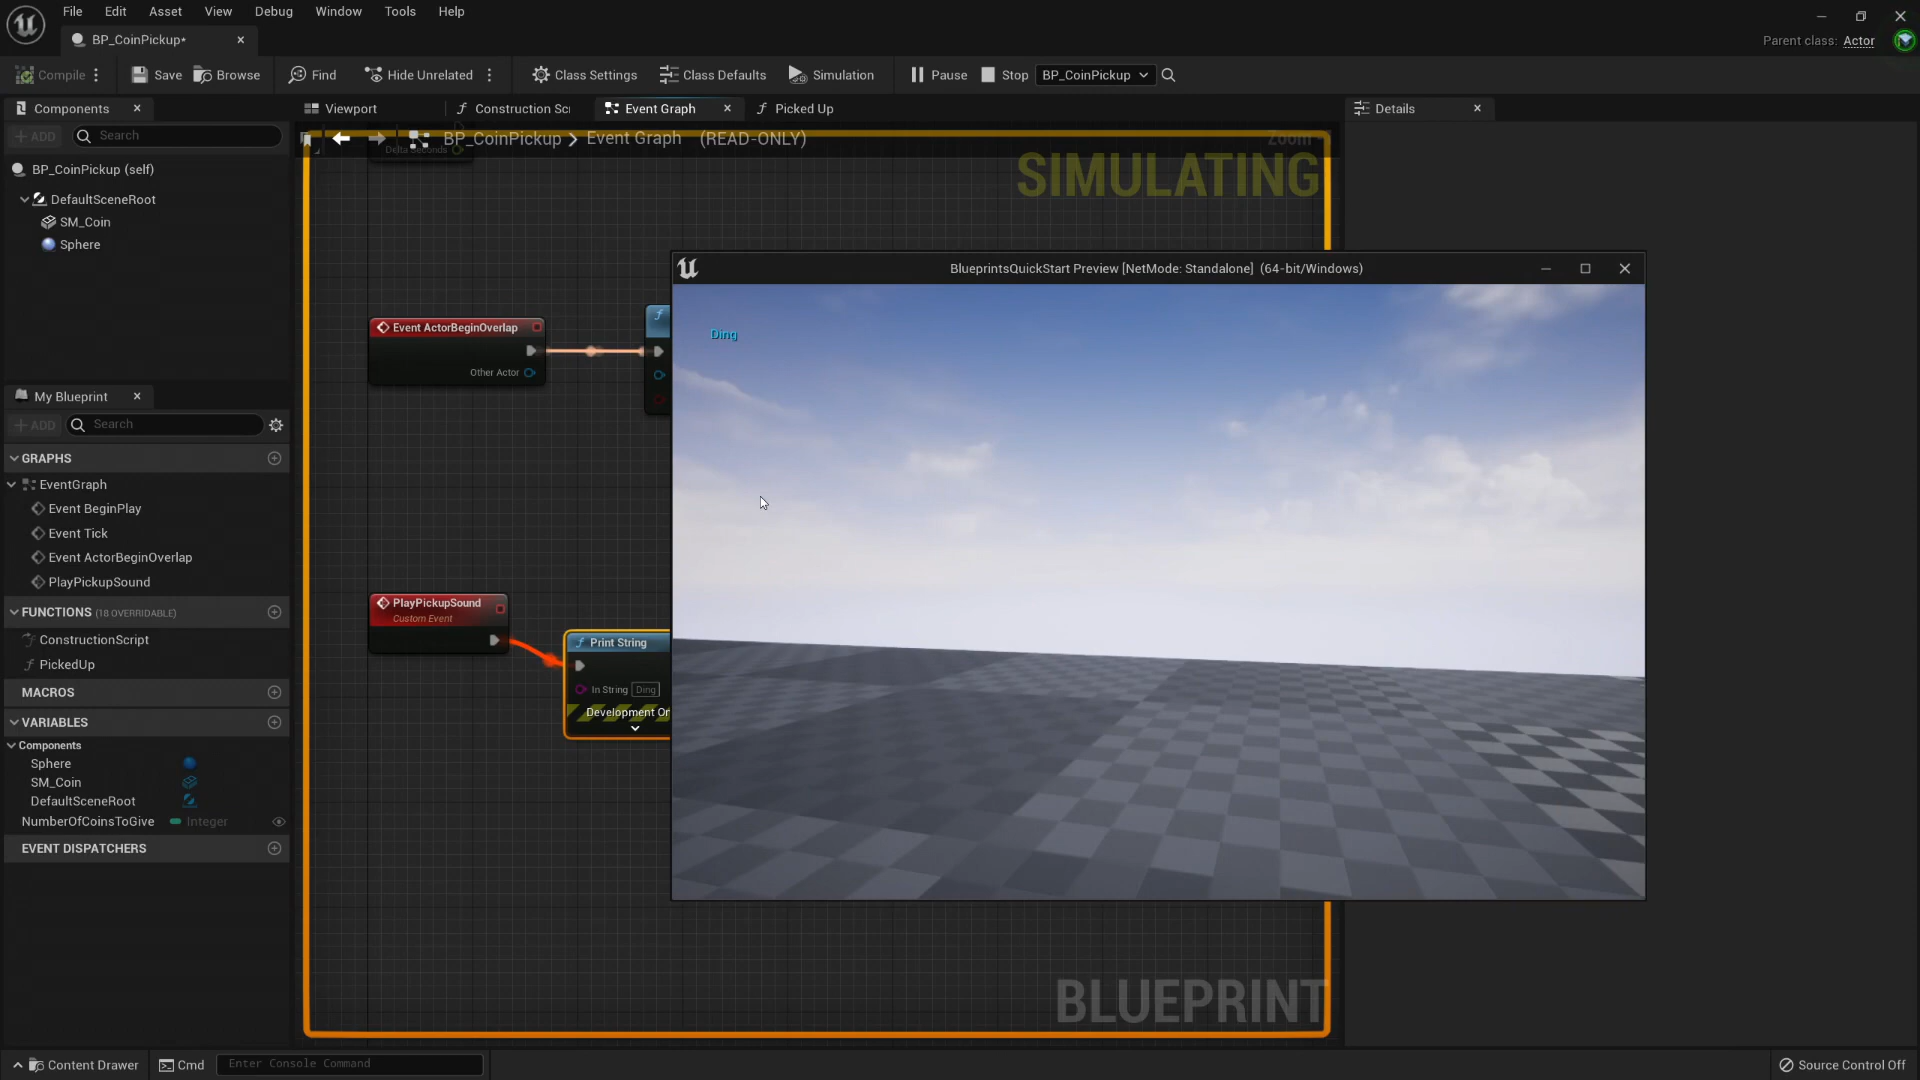 File Edit Asset View Debug Window Tools Help
BP_CoinPickup*
Parent class: Actor
Compile Save Browse Find Hide Unrelated Class Settings Class Defaults Simulation Pause Stop BP_CoinPickup
Components
Viewport Construction Sc Event Graph Picked Up
Details
ADD Search
BP_CoinPickup > Event Graph (READ-ONLY)
Zoom
Delta Seconds
SIMULATING
BP_CoinPickup (self)
DefaultSceneRoot
SM_Coin
Sphere
BlueprintsQuickStart Preview [NetMode: Standalone] (64-bit/Windows)
Ding
Event ActorBeginOverlap
Other Actor
My Blueprint
ADD Search
GRAPHS
EventGraph
Event BeginPlay
Event Tick
Event ActorBeginOverlap
PlayPickupSound
FUNCTIONS (18 OVERRIDABLE)
ConstructionScript
PickedUp
MACROS
VARIABLES
Components
Sphere
SM_Coin
DefaultSceneRoot
NumberOfCoinsToGive Integer
EVENT DISPATCHERS
PlayPickupSound
Custom Event
Print String
In String Ding
Development Or
BLUEPRINT
Content Drawer Cmd Enter Console Command
Source Control Off